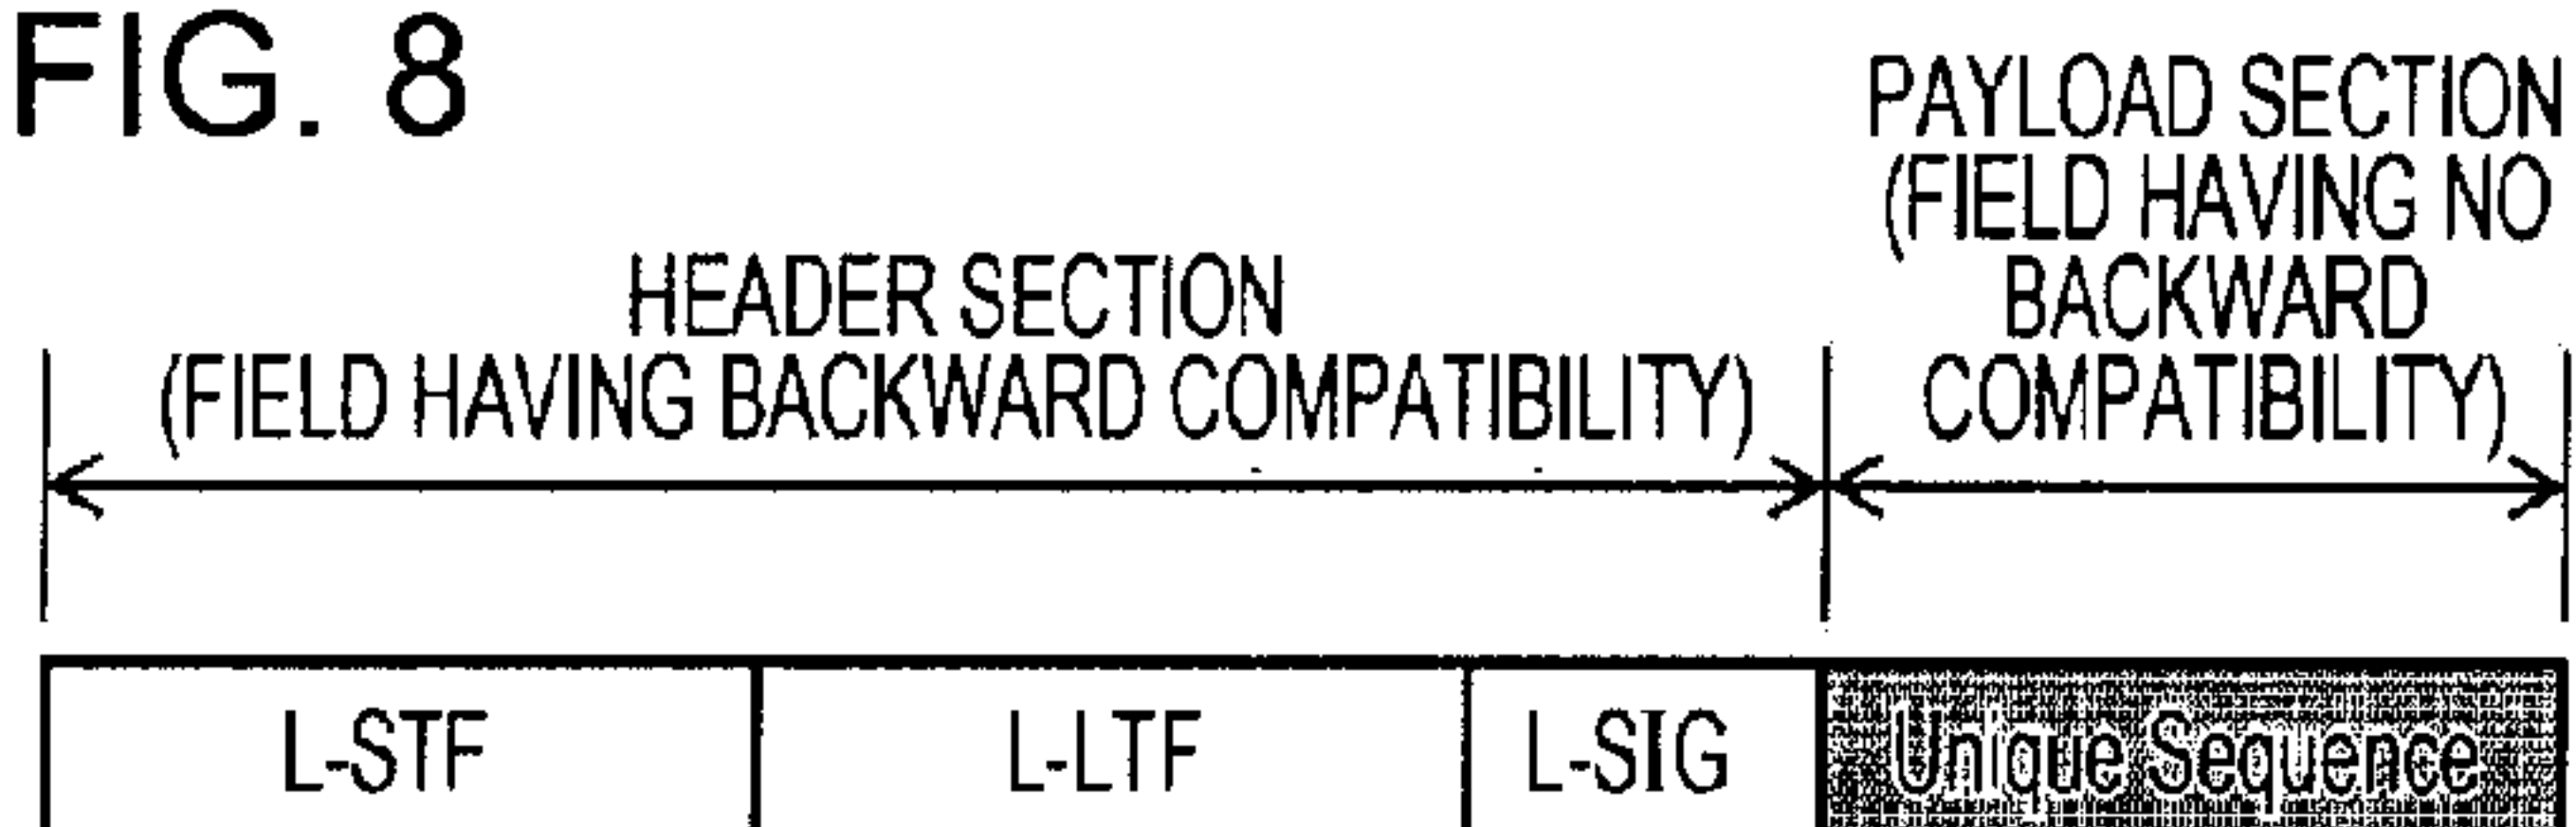 FIG. 8
HEADER SECTION
(FIELD HAVING BACKWARD COMPATIBILITY)
PAYLOAD SECTION
(FIELD HAVING NO
BACKWARD
COMPATIBILITY)
L-STF
L-LTF
L-SIG
Unique Sequence